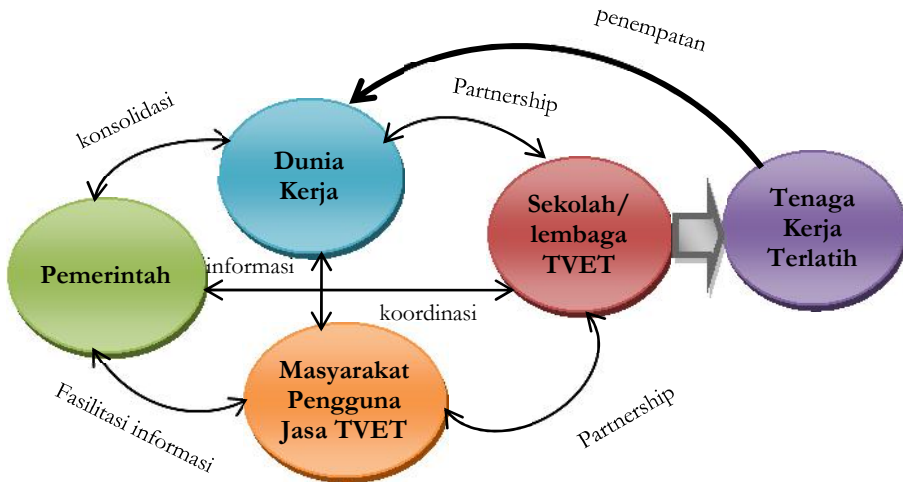 penempatan
Partnership
konsolidasi
Dunia
Kerja
Sekolah/
lembaga
TVET
Tenaga
Kerja
Terlatih
Pemerintah
informasi
koordinasi
Masyarakat
Pengguna
Jasa TVET
Fasilitasi informasi
Partnership